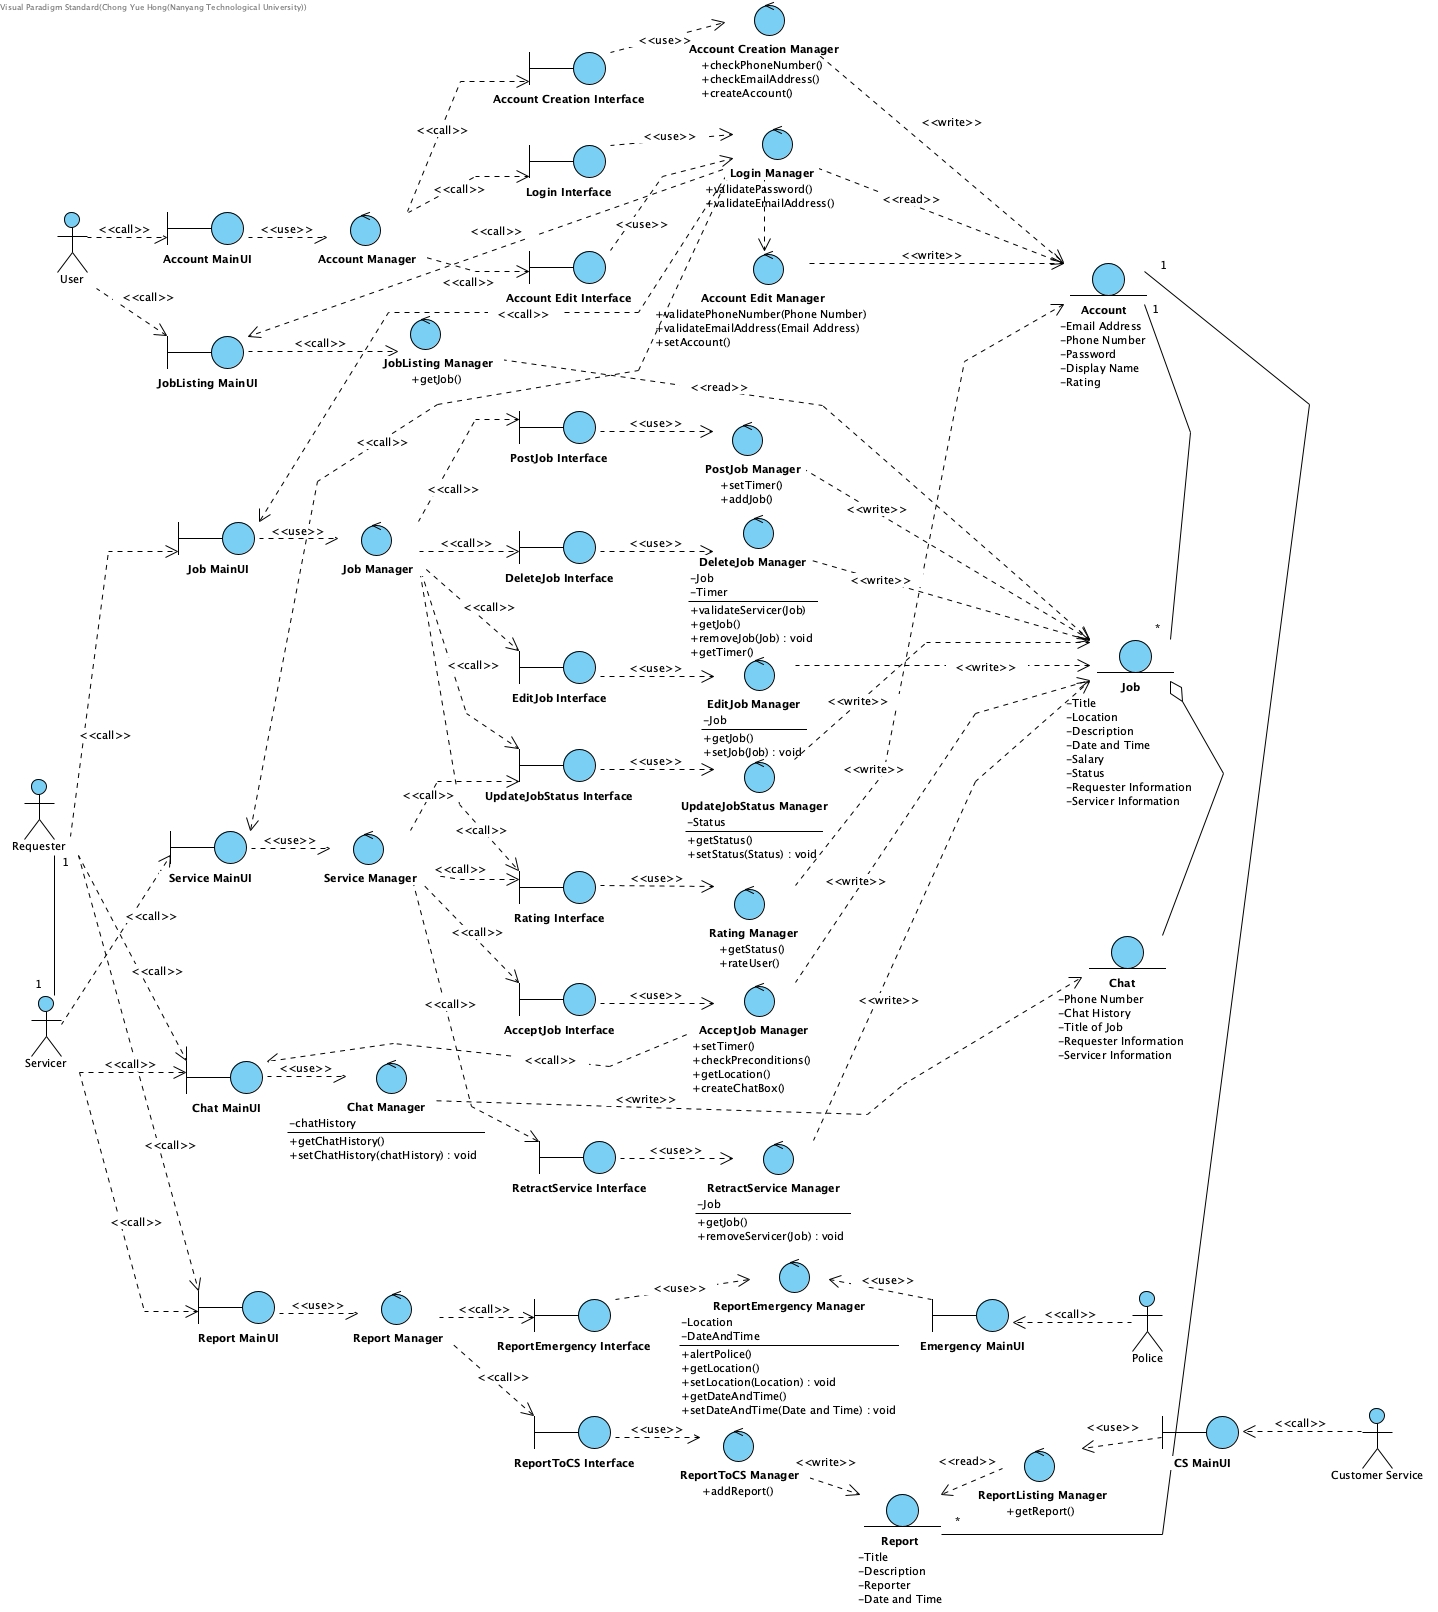 Visual Paradigm Standard(Chong Yue Hong(Nanyang Technological University))
<<use>>
Account Creation Manager
+checkPhoneNumber()
+checkEmailAddress()
+createAccount()
Account Creation Interface
<<call>>
<<write>>
<<use>>
Login Manager
+validatePassword()
+validateEmailAddress()
Login Interface
<<call>>
<<read>>
User
<<call>>
Account MainUI
<<use>>
Account Manager
<<call>>
<<use>>
<<call>>
Account Edit Interface
Account Edit Manager
+validatePhoneNumber(Phone Number)
+validateEmailAddress(Email Address)
+setAccount()
<<write>>
1
1
Account
-Email Address
-Phone Number
-Password
-Display Name
-Rating
<<call>>
<<call>>
JobListing MainUI
<<call>>
JobListing Manager
+getJob()
<<read>>
<<call>>
PostJob Interface
<<use>>
PostJob Manager
+setTimer()
+addJob()
<<call>>
<<write>>
Job MainUI
<<use>>
Job Manager
<<call>>
DeleteJob Interface
<<use>>
DeleteJob Manager
-Job
-Timer
+validateServicer(Job)
+getJob()
+removeJob(Job) : void
+getTimer()
<<write>>
<<call>>
<<call>>
EditJob Interface
<<use>>
EditJob Manager
-Job
+getJob()
+setJob(Job) : void
<<write>>
<<write>>
*
Job
-Title
-Location
-Description
-Date and Time
-Salary
-Status
-Requester Information
-Servicer Information
<<call>>
UpdateJobStatus Interface
<<use>>
UpdateJobStatus Manager
-Status
+getStatus()
+setStatus(Status) : void
<<write>>
<<call>>
<<call>>
Requester
1
Service MainUI
<<use>>
Service Manager
<<call>>
Rating Interface
<<use>>
Rating Manager
+getStatus()
+rateUser()
<<write>>
<<call>>
<<call>>
<<call>>
1
Servicer
<<call>>
AcceptJob Interface
<<use>>
AcceptJob Manager
+setTimer()
+checkPreconditions()
+getLocation()
+createChatBox()
<<write>>
Chat
-Phone Number
-Chat History
-Title of Job
-Requester Information
-Servicer Information
<<call>>
<<call>>
Chat MainUI
<<use>>
Chat Manager
-chatHistory
+getChatHistory()
+setChatHistory(chatHistory) : void
<<write>>
<<call>>
<<call>>
RetractService Interface
<<use>>
RetractService Manager
-Job
+getJob()
+removeServicer(Job) : void
Report MainUI
<<use>>
Report Manager
<<call>>
ReportEmergency Interface
<<use>>
ReportEmergency Manager
-Location
-DateAndTime
+alertPolice()
+getLocation()
+setLocation(Location) : void
+getDateAndTime()
+setDateAndTime(Date and Time) : void
<<use>>
Emergency MainUI
<<call>>
Police
<<call>>
ReportToCS Interface
<<use>>
ReportToCS Manager
+addReport()
<<write>>
<<read>>
ReportListing Manager
+getReport()
<<use>>
CS MainUI
<<call>>
Customer Service
*
Report
-Title
-Description
-Reporter
-Date and Time